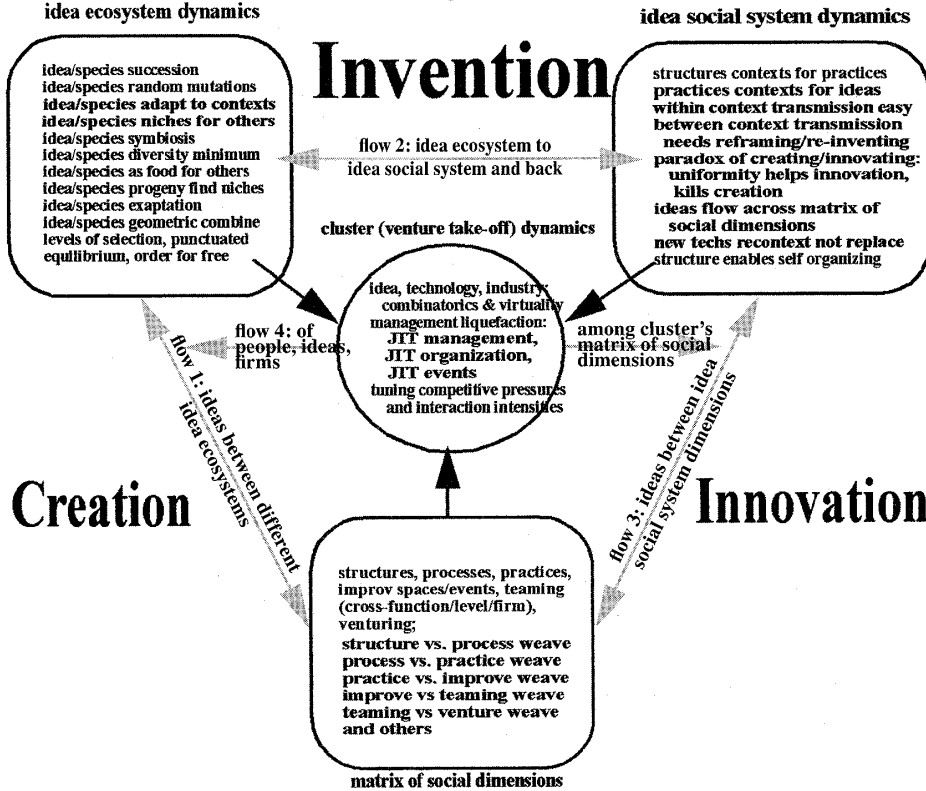 idea ecosystem dynamics
idea social system dynamics
Invention
idea/species succession
idea/species random mutations
idea/species adapt to contexts
idea/species niches for others
idea/species symbiosis
idea/species diversity minimum
idea/species as food for others
idea/species progeny find niches
idea/species exaptation
idea/species geometric combine
levels of selection, punctuated
equilibrium, order for free
structures contexts for practices
practices contexts for ideas
within context transmission easy
between context transmission
needs reframing/re-inventing
paradox of creating/innovating:
uniformity helps innovation,
kills creation
ideas flow across matrix of
social dimensions
new techs recontext not replace
structure enables self organizing
flow 2: idea ecosystem to
idea social system and back
cluster (venture take-off) dynamics
idea, technology, industry;
combinatorics & virtuality
management liquefaction:
JIT management,
JIT organization,
JIT events
tuning competitive pressures
and interaction intensities
flow 4: of
people, ideas,
firms
among cluster's
matrix of social
dimensions
flow 1: ideas between different
idea ecosystems
flow 3: ideas between idea
social system dimensions
Creation
Innovation
structures, processes, practices,
improv spaces/events, teaming
(cross-function/level/firm),
venturing;
structure vs. process weave
process vs. practice weave
practice vs. improve weave
improve vs teaming weave
teaming vs venture weave
and others
matrix of social dimensions